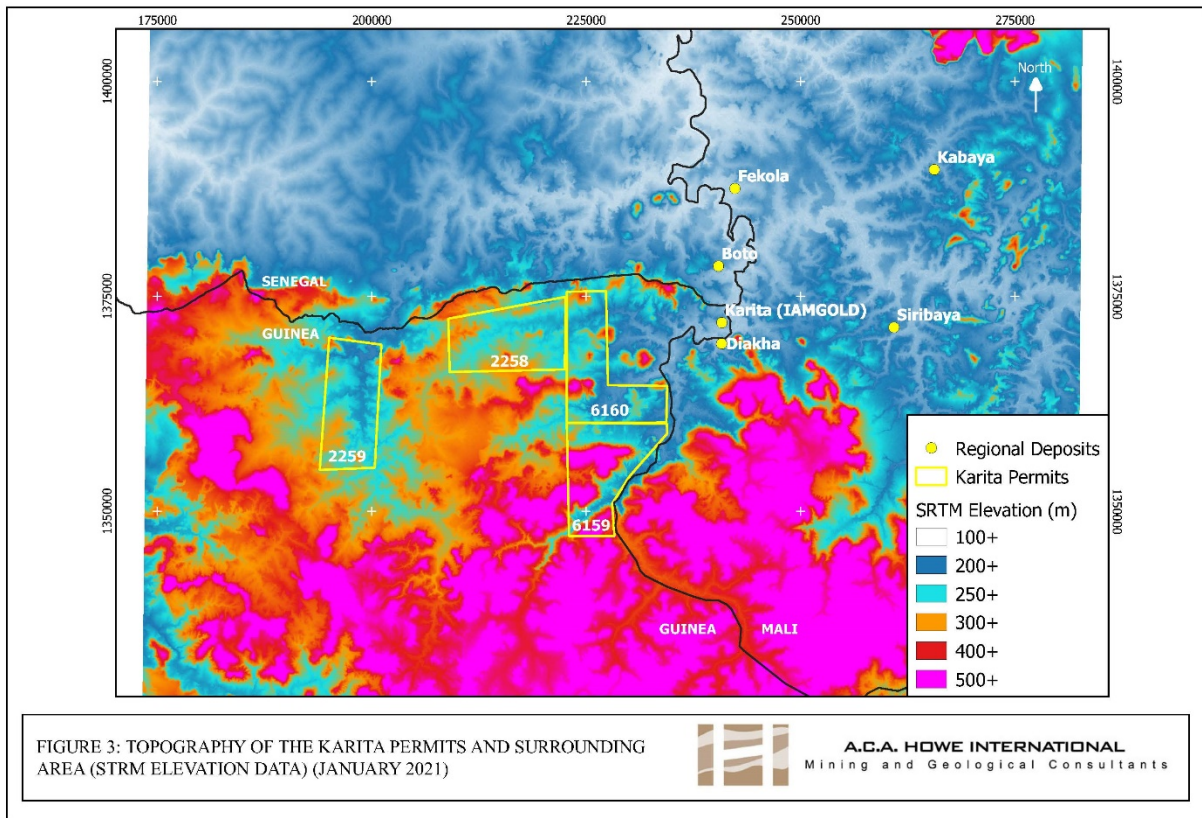 175000
200000
225000
250000
275000
1400000
1400000
North
Kabaya
Fekola
Boto
SENEGAL
1375000
1375000
Karita (IAMGOLD)
Siribaya
GUINEA
Diakha
2258
6160
2259
Regional Deposits
Karita Permits
SRTM Elevation (m)
100+
200+
250+
300+
400+
500+
1350000
1350000
6159
GUINEA
MALI
FIGURE 3: TOPOGRAPHY OF THE KARITA PERMITS AND SURROUNDING
AREA (STRM ELEVATION DATA) (JANUARY 2021)
A.C.A. HOWE INTERNATIONAL
Mining and Geological Consultants